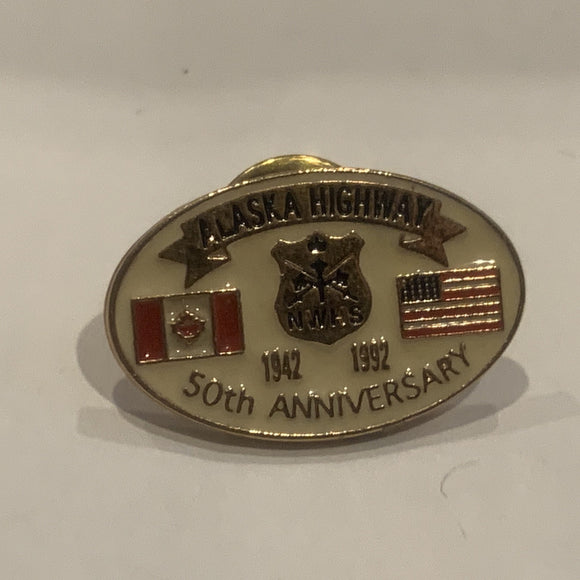 ALASKA HIGHWAY
NWHS
1942 1992
50th ANNIVERSARY